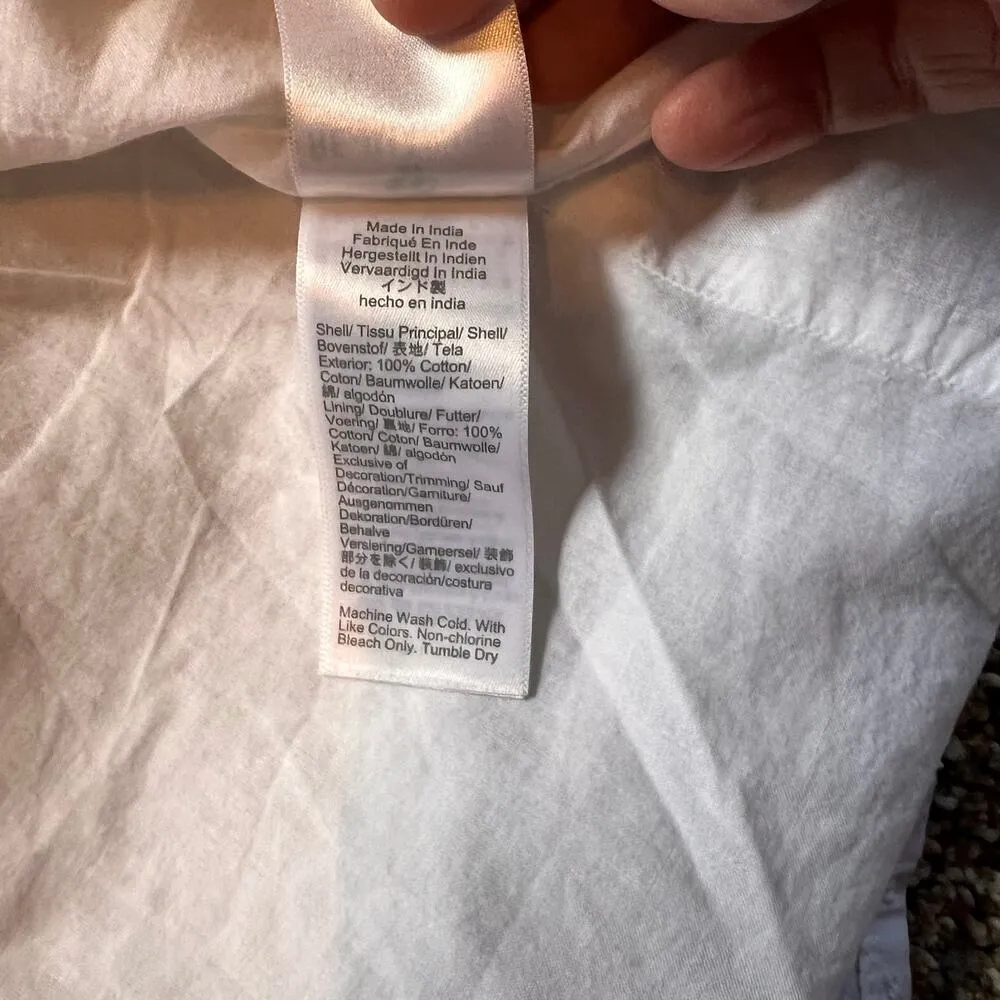 Made In India
Fabriqué En Inde
Hergestellt In Indien
Vervaardigd In India
インド製
hecho en india
Shell/ Tissu Principal/ Shell/
Bovenstof/ 表地/ Tela
Exterior: 100% Cotton/
Coton/ Baumwolle/ Katoen/
綿/ algodón
Lining/ Doublure/ Futter/
Voering/ 裏地/ Forro: 100%
Cotton/ Coton/ Baumwolle/
Katoen/ 綿/ algodón
Exclusive of
Decoration/Trimming/ Sauf
Décoration/Garniture/
Ausgenommen
Dekoration/Bordüren/
Behalve
Versiering/Garneersel/ 装飾
部分を除く/ 装飾/ exclusivo
de la decoración/costura
decorativa
Machine Wash Cold. With
Like Colors. Non-chlorine
Bleach Only. Tumble Dry